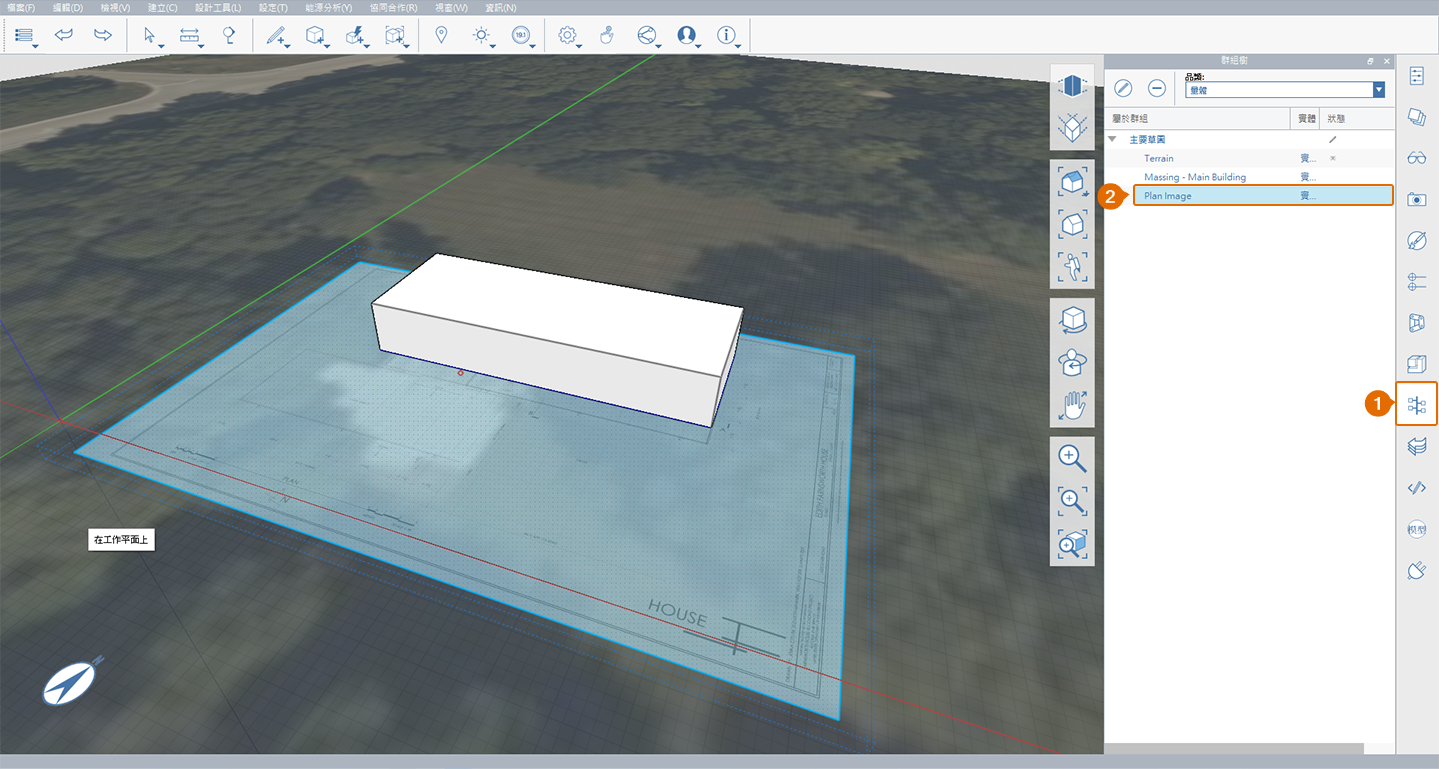 檔案(F) 編輯(D) 檢視(V) 建立(C) 設計工具(L) 設定(T) 能源分析(Y) 協同合作(R) 視窗(W) 資訊(N)
19.1
群組樹
品類:
屬於群組 實體 狀態
主要草圖
Terrain 實...
Massing - Main Building 實...
2
Plan Image 實...
1
模型
在工作平面上
PLAN
N
HOUSE